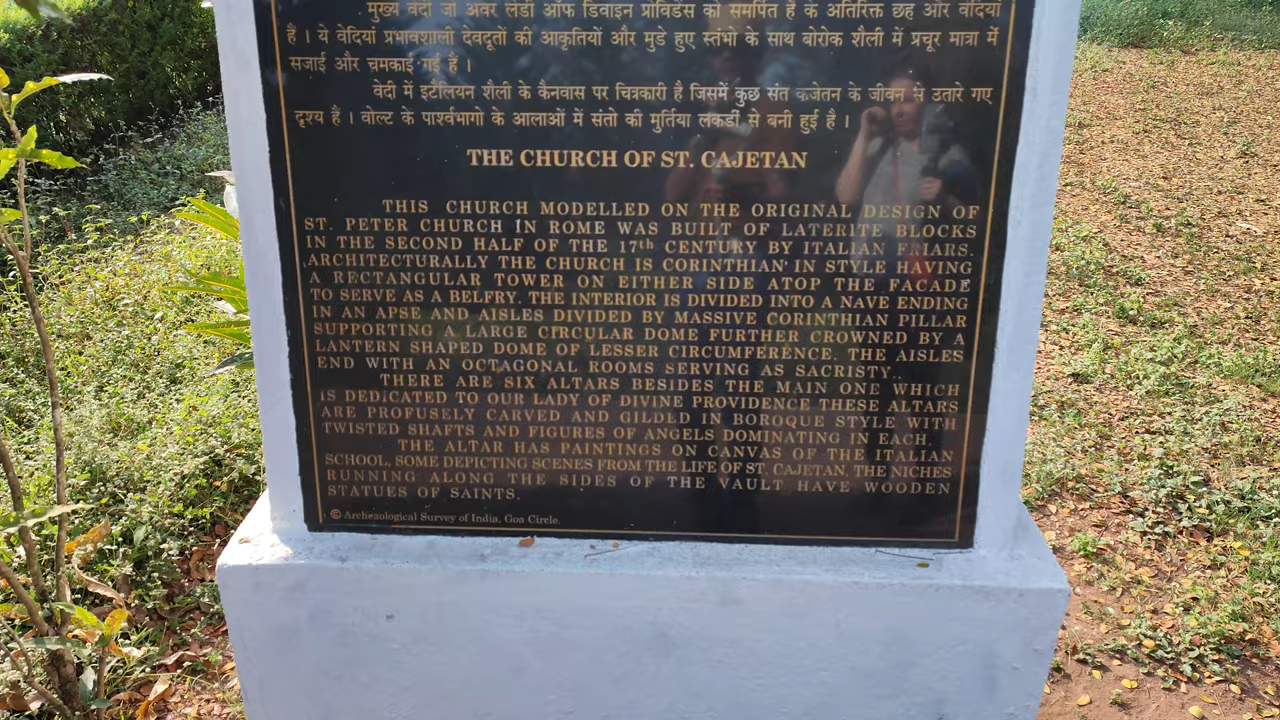 मुख्य वेदी जो अवर लेडी ऑफ डिवाइन प्रोविडेंस को समर्पित है के अतिरिक्त छह और वेदियां
हैं । ये वेदियां प्रभावशाली देवदूतों की आकृतियों और मुडे हुए स्तंभो के साथ बोरोक शैली में प्रचूर मात्रा में
सजाई और चमकाई गई हैं ।
वेदी में इटैलियन शैली के कैनवास पर चित्रकारी है जिसमें कुछ संत कजेतन के जीवन से उतारे गए
दृश्य हैं । वोल्ट के पार्श्वभागो के आलाओं में संतो की मुर्तिया लकडीं से बनी हुई है ।
THE CHURCH OF ST. CAJETAN
THIS CHURCH MODELLED ON THE ORIGINAL DESIGN OF
ST. PETER CHURCH IN ROME WAS BUILT OF LATERITE BLOCKS
IN THE SECOND HALF OF THE 17th CENTURY BY ITALIAN FRIARS.
ARCHITECTURALLY THE CHURCH IS CORINTHIAN IN STYLE HAVING
A RECTANGULAR TOWER ON EITHER SIDE ATOP THE FACADE
TO SERVE AS A BELFRY. THE INTERIOR IS DIVIDED INTO A NAVE ENDING
IN AN APSE AND AISLES DIVIDED BY MASSIVE CORINTHIAN PILLAR
SUPPORTING A LARGE CIRCULAR DOME FURTHER CROWNED BY A
LANTERN SHAPED DOME OF LESSER CIRCUMFERENCE. THE AISLES
END WITH AN OCTAGONAL ROOMS SERVING AS SACRISTY..
THERE ARE SIX ALTARS BESIDES THE MAIN ONE WHICH
IS DEDICATED TO OUR LADY OF DIVINE PROVIDENCE THESE ALTARS
ARE PROFUSELY CARVED AND GILDED IN BOROQUE STYLE WITH
TWISTED SHAFTS AND FIGURES OF ANGELS DOMINATING IN EACH.
THE ALTAR HAS PAINTINGS ON CANVAS OF THE ITALIAN
SCHOOL, SOME DEPICTING SCENES FROM THE LIFE OF ST. CAJETAN. THE NICHES
RUNNING ALONG THE SIDES OF THE VAULT HAVE WOODEN
STATUES OF SAINTS.
© Archeaological Survey of India, Goa Circle.